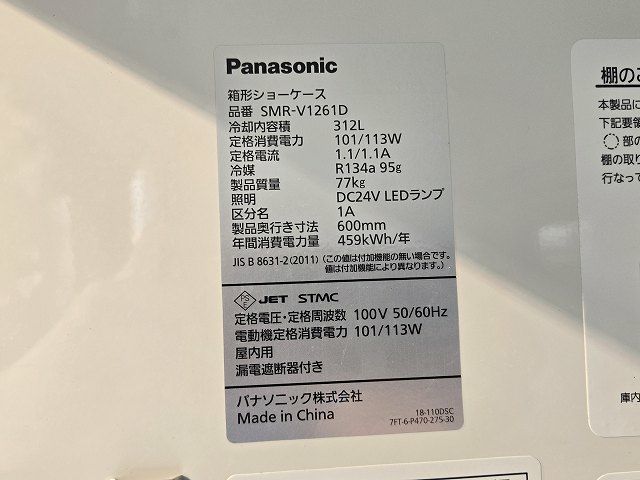 Panasonic
箱形ショーケース
品番 SMR-V1261D
冷却内容積 312L
定格消費電力 101/113W
定格電流 1.1/1.1A
冷媒 R134a 95g
製品質量 77kg
照明 DC24V LEDランプ
区分名 1A
製品奥行き寸法 600mm
年間消費電力量 459kWh/年
JIS B 8631-2(2011) (この値は付加機能の無い場合です。
値は付加機能により異なります。)
PS E JET STMC
定格電圧・定格周波数 100V 50/60Hz
電動機定格消費電力 101/113W
屋内用
漏電遮断器付き
パナソニック株式会社
Made in China
18-110DSC
7FT-6-P470-275-30
棚のご
本製品に
下記要領
部の
棚の取り
行なって
庫内